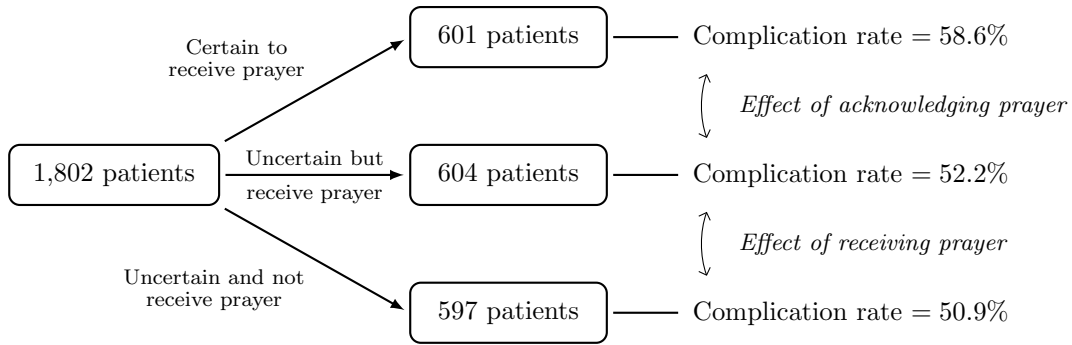 Certain to
receive prayer
601 patients
Complication rate = 58.6%
Effect of acknowledging prayer
1,802 patients
Uncertain but
receive prayer
604 patients
Complication rate = 52.2%
Effect of receiving prayer
Uncertain and not
receive prayer
597 patients
Complication rate = 50.9%